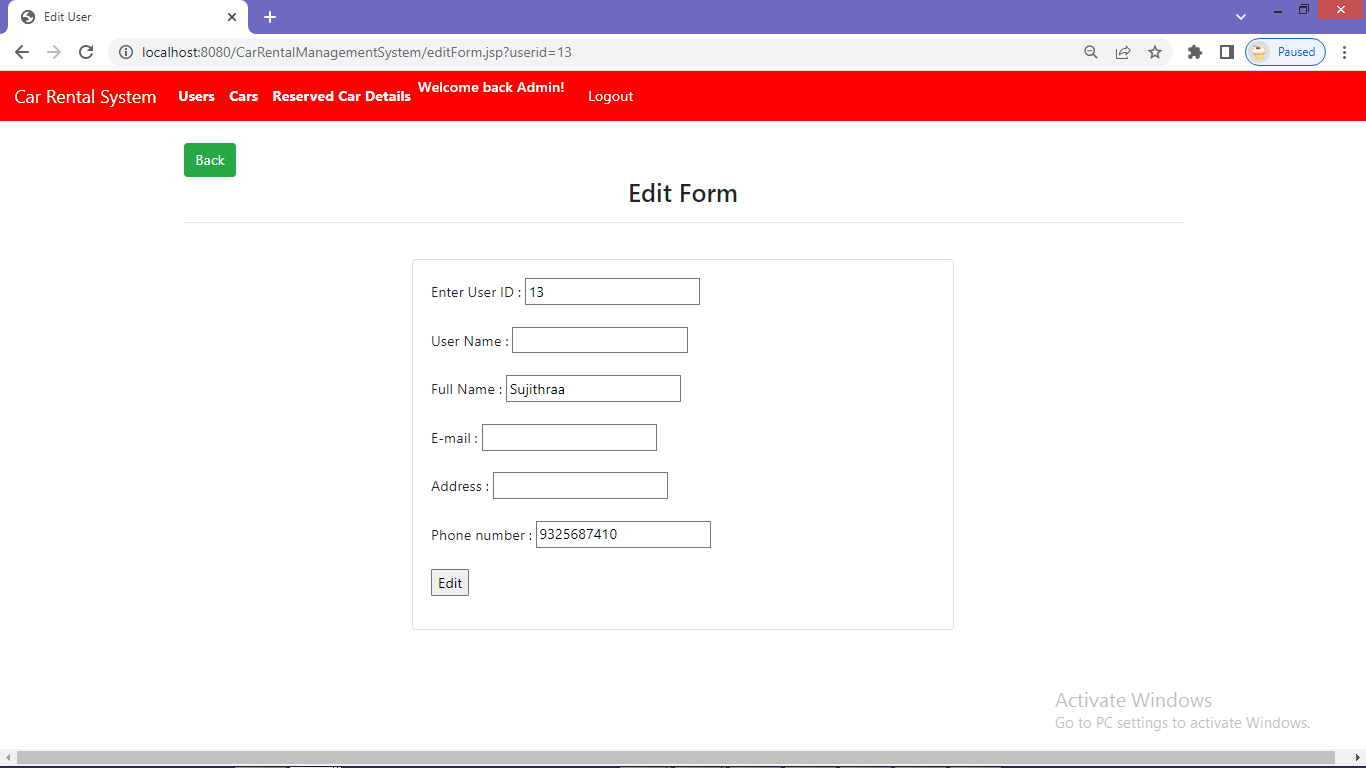 Edit User
localhost:8080/CarRentalManagementSystem/editForm.jsp?userid=13
Paused
Car Rental System Users Cars Reserved Car Details Welcome back Admin! Logout
Back
Edit Form
Enter User ID : 13
User Name :
Full Name : Sujithraa
E-mail :
Address :
Phone number : 9325687410
Edit
Activate Windows
Go to PC settings to activate Windows.